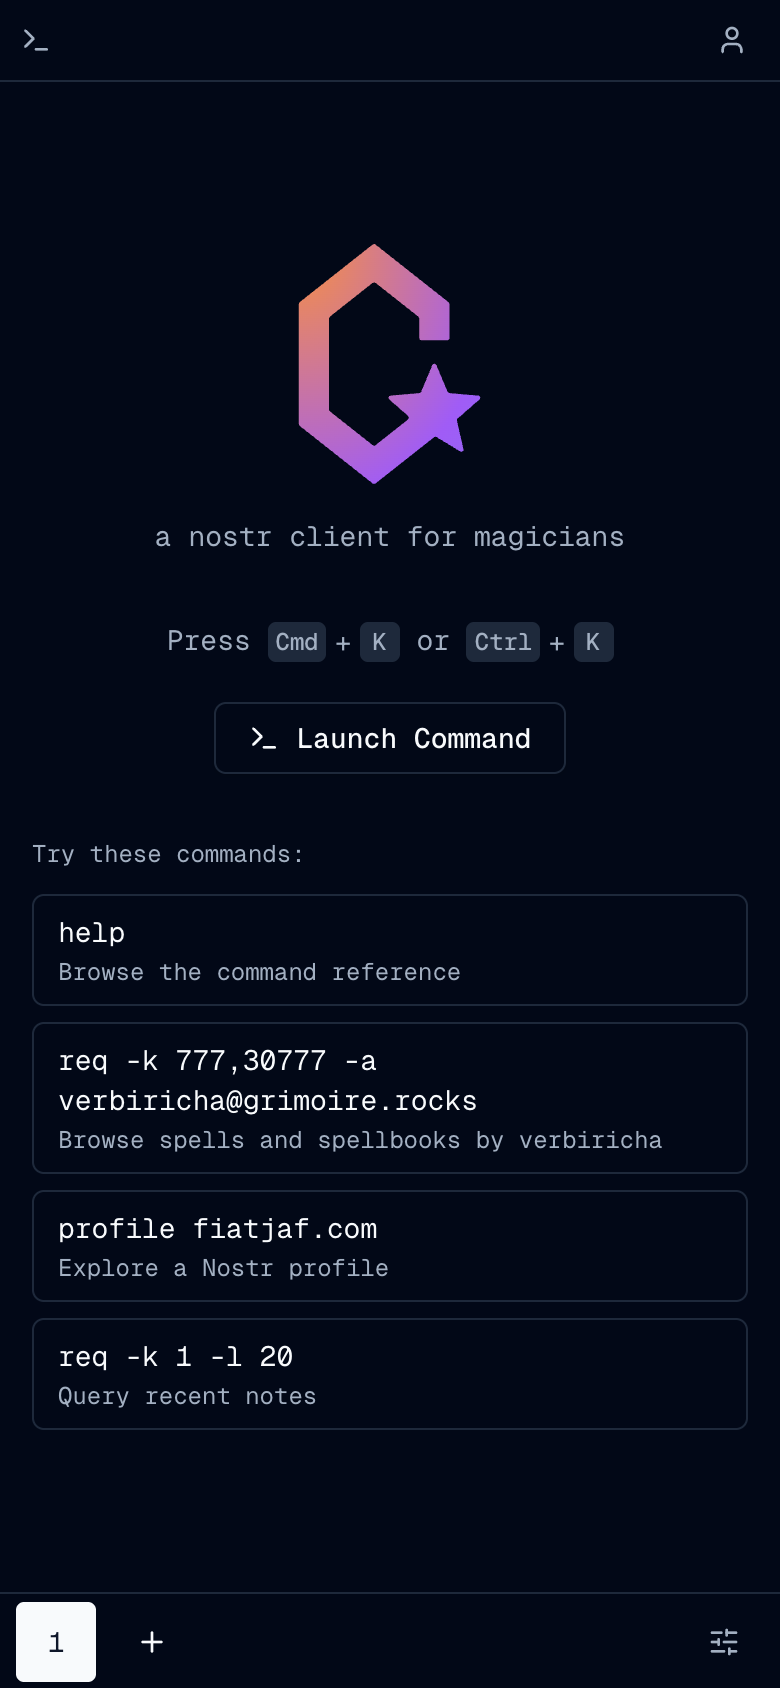 a nostr client for magicians
Press Cmd + K or Ctrl + K
Launch Command
Try these commands:
help
Browse the command reference
req -k 777,30777 -a
verbiricha@grimoire.rocks
Browse spells and spellbooks by verbiricha
profile fiatjaf.com
Explore a Nostr profile
req -k 1 -l 20
Query recent notes
1